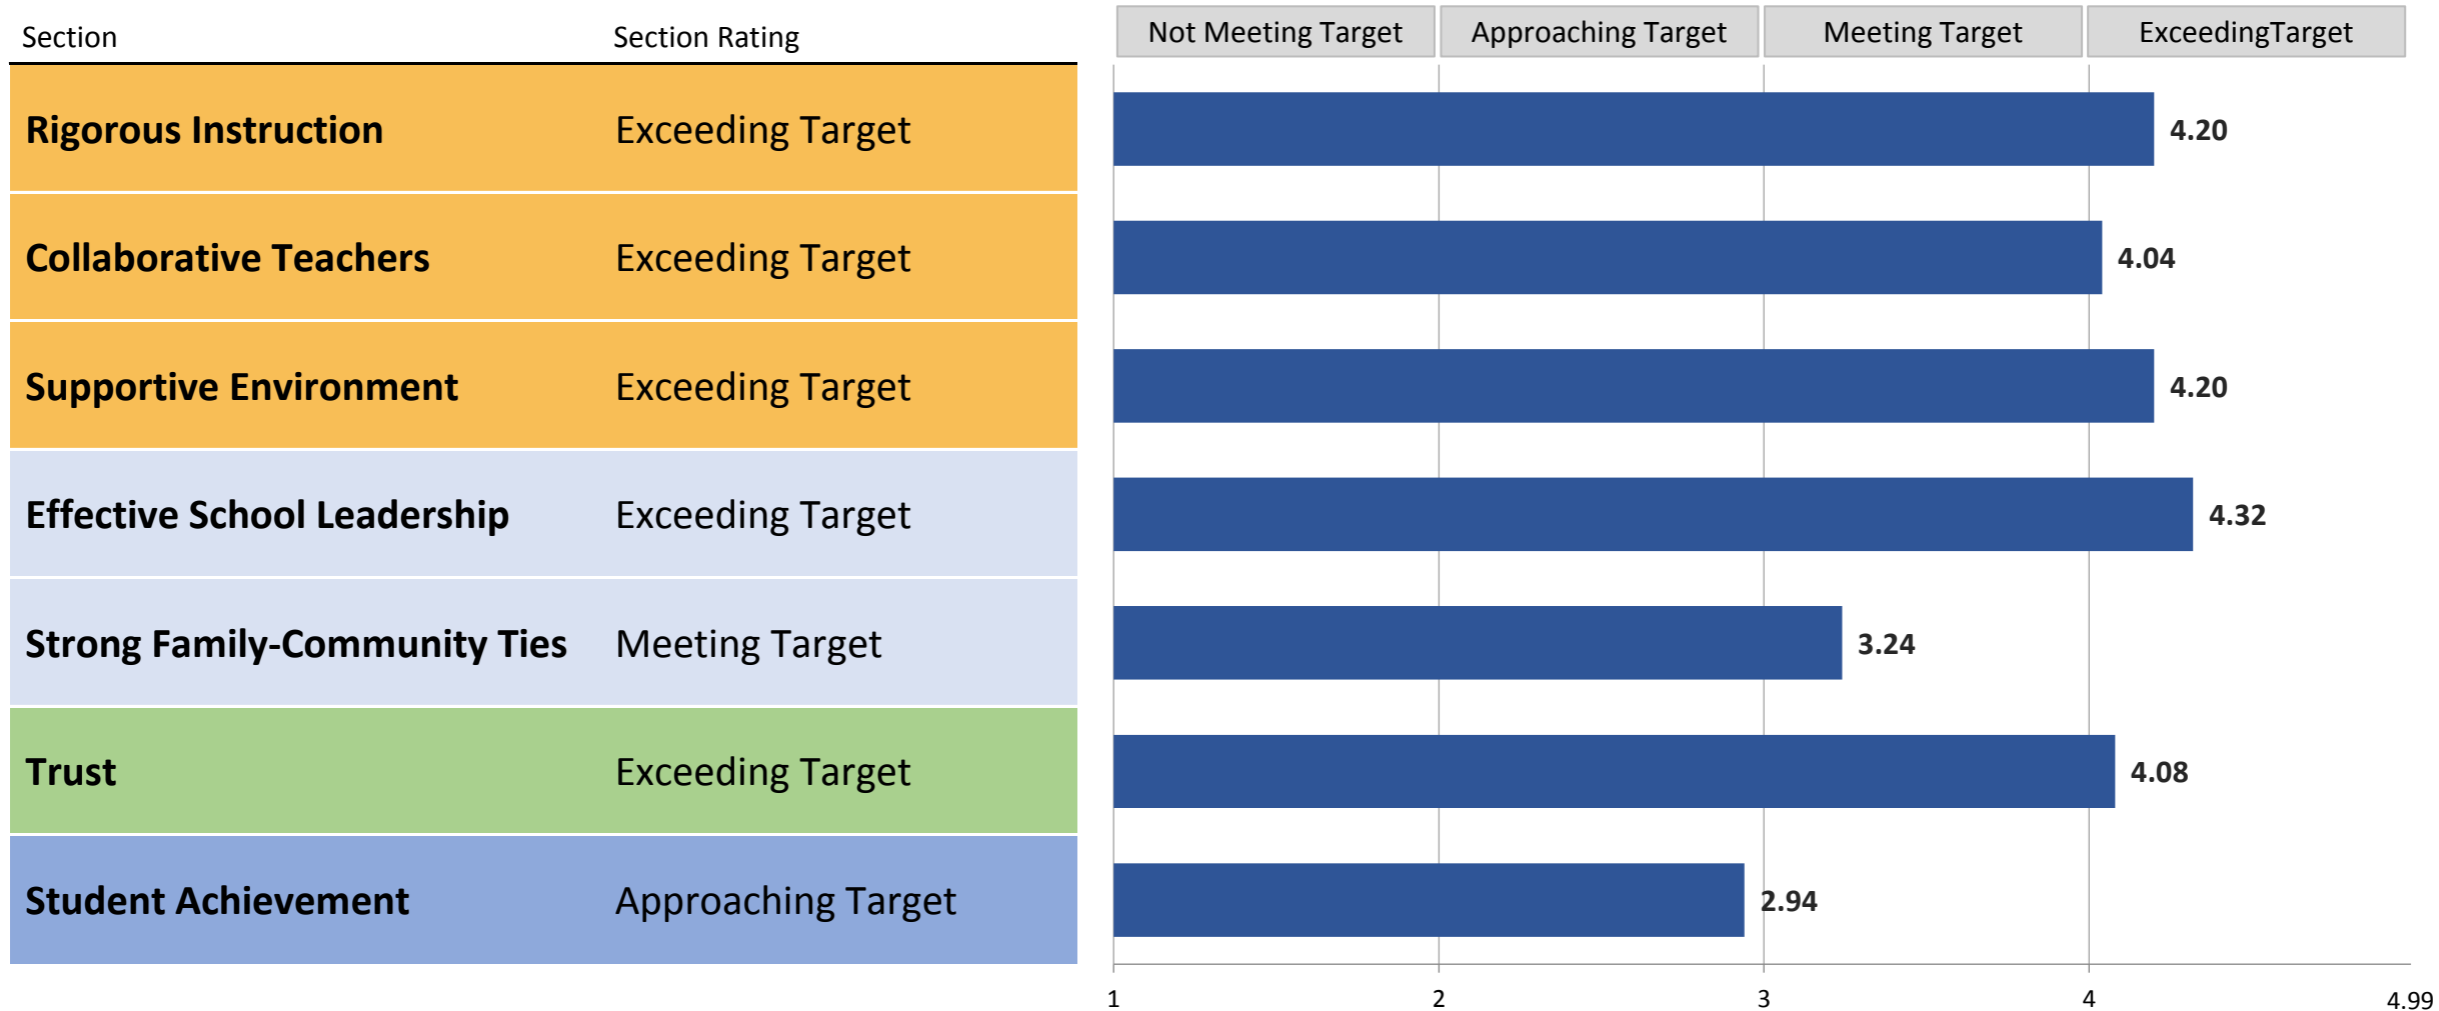 Section Section Rating Not Meeting Target Approaching Target Meeting Target ExceedingTarget
Rigorous Instruction Exceeding Target 4.20
Collaborative Teachers Exceeding Target 4.04
Supportive Environment Exceeding Target 4.20
Effective School Leadership Exceeding Target 4.32
Strong Family-Community Ties Meeting Target 3.24
Trust Exceeding Target 4.08
Student Achievement Approaching Target 2.94
1 2 3 4 4.99